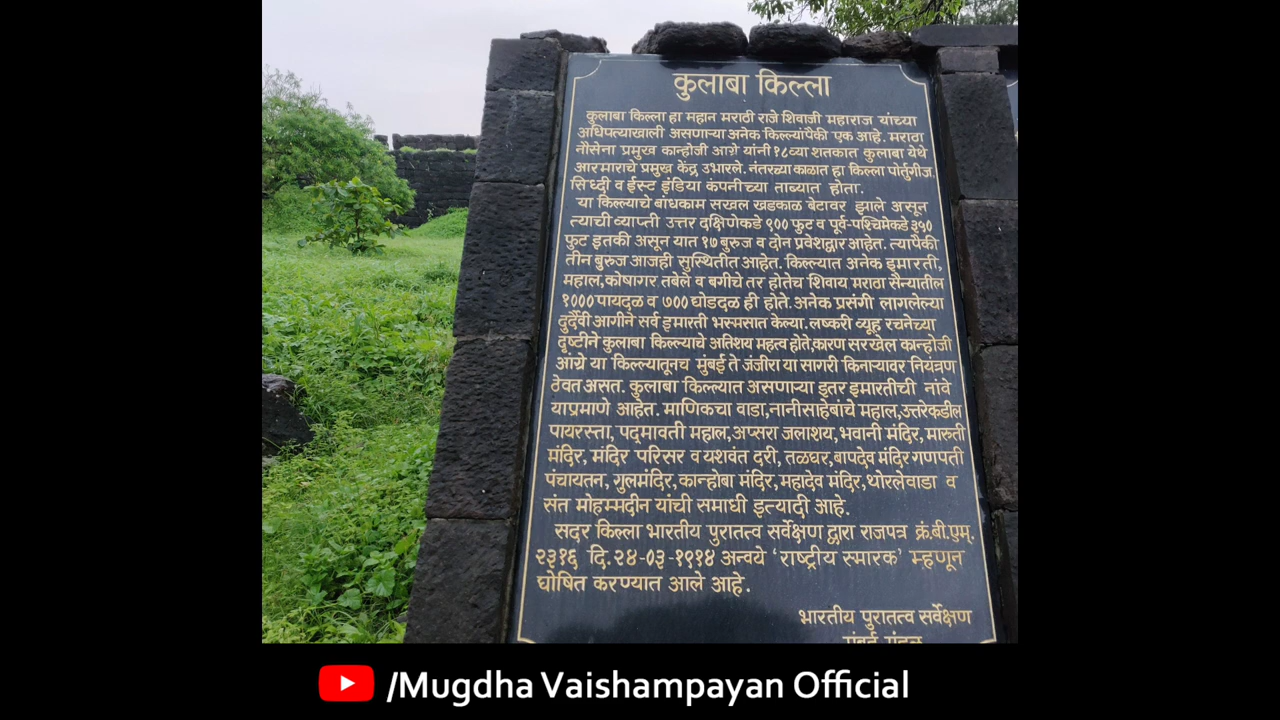 कुलाबा किल्ला
कुलाबा किल्ला हा महान मराठी राजे शिवाजी महाराज यांच्या
अधिपत्याखाली असणाऱ्या अनेक किल्ल्यांपैकी एक आहे. मराठा
नौसेना प्रमुख कान्होजी आंग्रे यांनी १८व्या शतकात कुलाबा येथे
आरमाराचे प्रमुख केंद्र उभारले. नंतरच्या काळात हा किल्ला पोर्तुगीज,
सिध्दी व ईस्ट इंडिया कंपनीच्या ताब्यात होता.
या किल्ल्याचे बांधकाम सखल खडकाळ बेटावर झाले असून
त्याची व्याप्ती उत्तर दक्षिणेकडे ९०० फुट व पूर्व-पश्चिमेकडे ३५०
फुट इतकी असून यात १७ बुरुज व दोन प्रवेशद्वार आहेत. त्यापैकी
तीन बुरुज आजही सुस्थितीत आहेत. किल्ल्यात अनेक इमारती,
महाल,कोषागर तबेले व बगीचे तर होतेच शिवाय मराठा सैन्यातील
१००० पायदळ व ७०० घोडदळ ही होते. अनेक प्रसंगी लागलेल्या
दुर्दैवी आगीने सर्व इमारती भस्मसात केल्या. लष्करी व्यूह रचनेच्या
दृष्टीने कुलाबा किल्ल्याचे अतिशय महत्व होते,कारण सरखेल कान्होजी
आंग्रे या किल्ल्यातूनच मुंबई ते जंजीरा या सागरी किनाऱ्यावर नियंत्रण
ठेवत असत. कुलाबा किल्ल्यात असणाऱ्या इतर इमारतीची नांवे
याप्रमाणे आहेत. माणिकचा वाडा,नानीसाहेबांचे महाल,उत्तरेकडील
पायरस्ता, पद्मावती महाल,अप्सरा जलाशय,भवानी मंदिर, मारुती
मंदिर, मंदिर परिसर व यशवंत दरी, तळघर,बापदेव मंदिर गणपती
पंचायतन, गुलमंदिर,कान्होबा मंदिर,महादेव मंदिर,थोरलेवाडा व
संत मोहम्मदीन यांची समाधी इत्यादी आहे.
सदर किल्ला भारतीय पुरातत्व सर्वेक्षण द्वारा राजपत्र क्रं.बी.एम्.
२३१६ दि.२४-०३-१९१४ अन्वये ‘राष्ट्रीय स्मारक’ म्हणून
घोषित करण्यात आले आहे.
भारतीय पुरातत्व सर्वेक्षण
मुंबई मंडळ
/Mugdha Vaishampayan Official